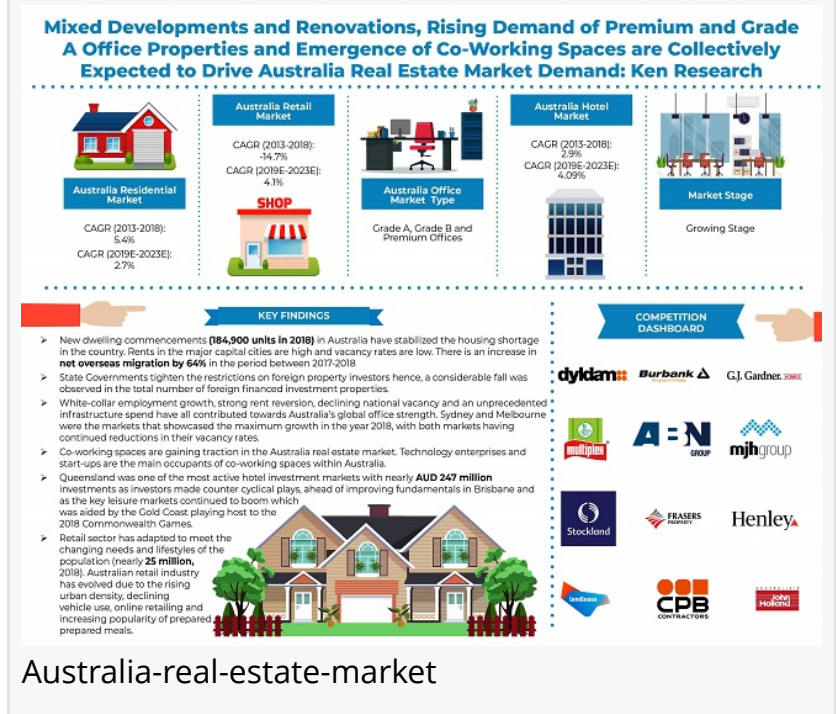 Mixed Developments and Renovations, Rising Demand of Premium and Grade
A Office Properties and Emergence of Co-Working Spaces are Collectively
Expected to Drive Australia Real Estate Market Demand: Ken Research
Australia Residential
Market
CAGR (2013-2018):
5.4%
CAGR (2019E-2023E):
2.7%
Australia Retail
Market
CAGR (2013-2018):
-14.7%
CAGR (2019E-2023E):
4.1%
SHOP
Australia Office
Market Type
Grade A, Grade B and
Premium Offices
Australia Hotel
Market
CAGR (2013-2018):
2.9%
CAGR (2019E-2023E):
4.09%
Market Stage
Growing Stage
KEY FINDINGS
New dwelling commencements (184,900 units in 2018) in Australia have stabilized the housing shortage
in the country. Rents in the major capital cities are high and vacancy rates are low. There is an increase in
net overseas migration by 64% in the period between 2017-2018
State Governments tighten the restrictions on foreign property investors hence, a considerable fall was
observed in the total number of foreign financed investment properties.
White-collar employment growth, strong rent reversion, declining national vacancy and an unprecedented
infrastructure spend have all contributed towards Australia's global office strength. Sydney and Melbourne
were the markets that showcased the maximum growth in the year 2018, with both markets having
continued reductions in their vacancy rates.
Co-working spaces are gaining traction in the Australia real estate market. Technology enterprises and
start-ups are the main occupants of co-working spaces within Australia.
Queensland was one of the most active hotel investment markets with nearly AUD 247 million
investments as investors made counter cyclical plays, ahead of improving fundamentals in Brisbane and
as the key leisure markets continued to boom which
was aided by the Gold Coast playing host to the
2018 Commonwealth Games.
Retail sector has adapted to meet the
changing needs and lifestyles of the
population (nearly 25 million,
2018). Australian retail industry
has evolved due to the rising
urban density, declining
vehicle use, online retailing and
increasing popularity of prepared
prepared meals.
COMPETITION
DASHBOARD
dyldam
Burbank
G.J. Gardner. HOMES
multiplex
ABN
GROUP
mjhgroup
Stockland
FRASERS
PROPERTY
Henley
lendlease
CPB
CONTRACTORS
John
Holland
Australia-real-estate-market